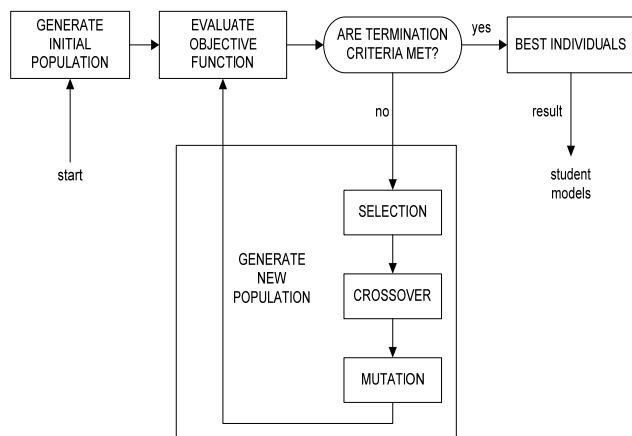 GENERATE
INITIAL
POPULATION
EVALUATE
OBJECTIVE
FUNCTION
ARE TERMINATION
CRITERIA MET?
yes
BEST INDIVIDUALS
no
result
start
student
models
SELECTION
GENERATE
NEW
POPULATION
CROSSOVER
MUTATION